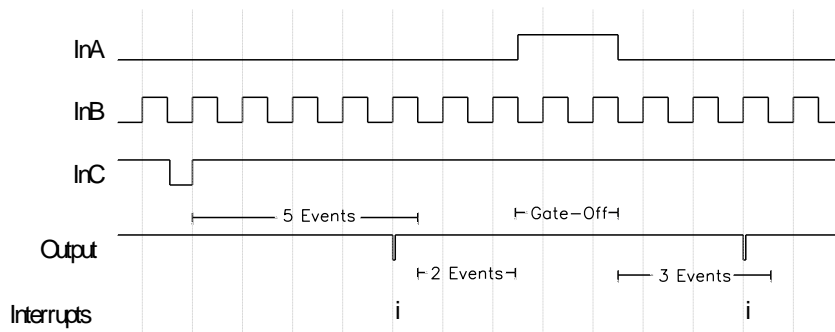 InA
InB
InC
5 Events
Gate-Off
Output
2 Events
3 Events
Interrupts
i
i